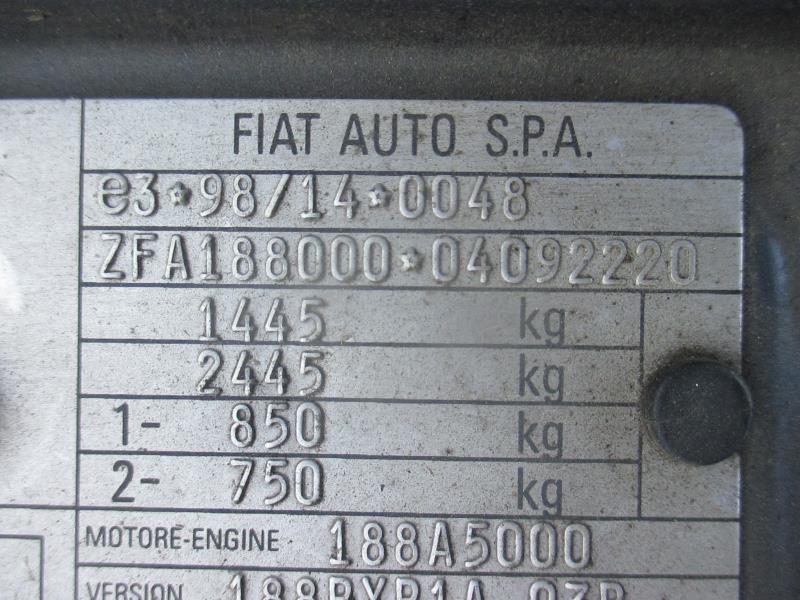 FIAT AUTO S.P.A.
e3*98/14*0048
ZFA188000*04092220
1445 kg
2445 kg
1- 850 kg
2- 750 kg
MOTORE-ENGINE 188A5000
VERSION